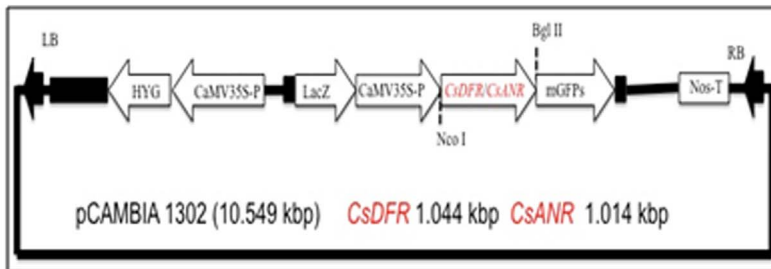 Bgl II
LB
RB
HYG CaMV35S-P LacZ CaMV35S-P CsDFR/CsANR mGFPs Nos-T
Nco I
pCAMBIA 1302 (10.549 kbp) CsDFR 1.044 kbp CsANR 1.014 kbp